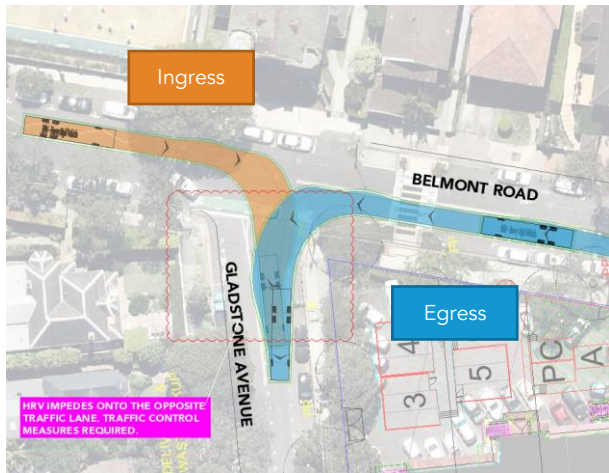 Ingress
BELMONT ROAD
GLADSTONE AVENUE
Egress
4
3
5
PC
A
HRV IMPEDES ONTO THE OPPOSITE
TRAFFIC LANE. TRAFFIC CONTROL
MEASURES REQUIRED.